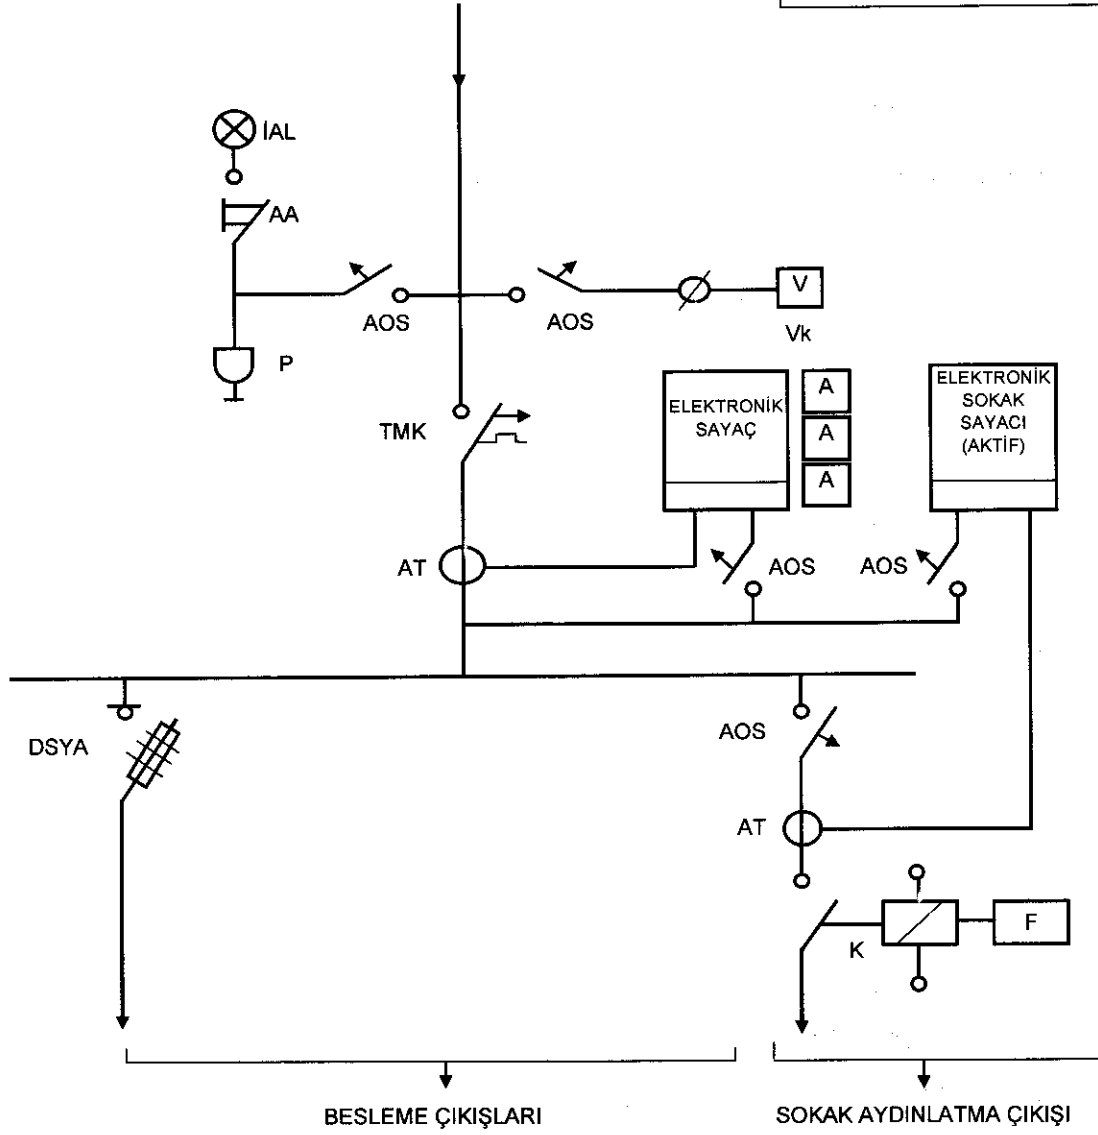 İAL
AA
AOS
AOS
V
Vk
P
TMK
ELEKTRONİK
SAYAÇ
A
A
A
ELEKTRONİK
SOKAK
SAYACI
(AKTİF)
AT
AOS
AOS
DSYA
AOS
AT
K
F
BESLEME ÇIKIŞLARI
SOKAK AYDINLATMA ÇIKIŞI